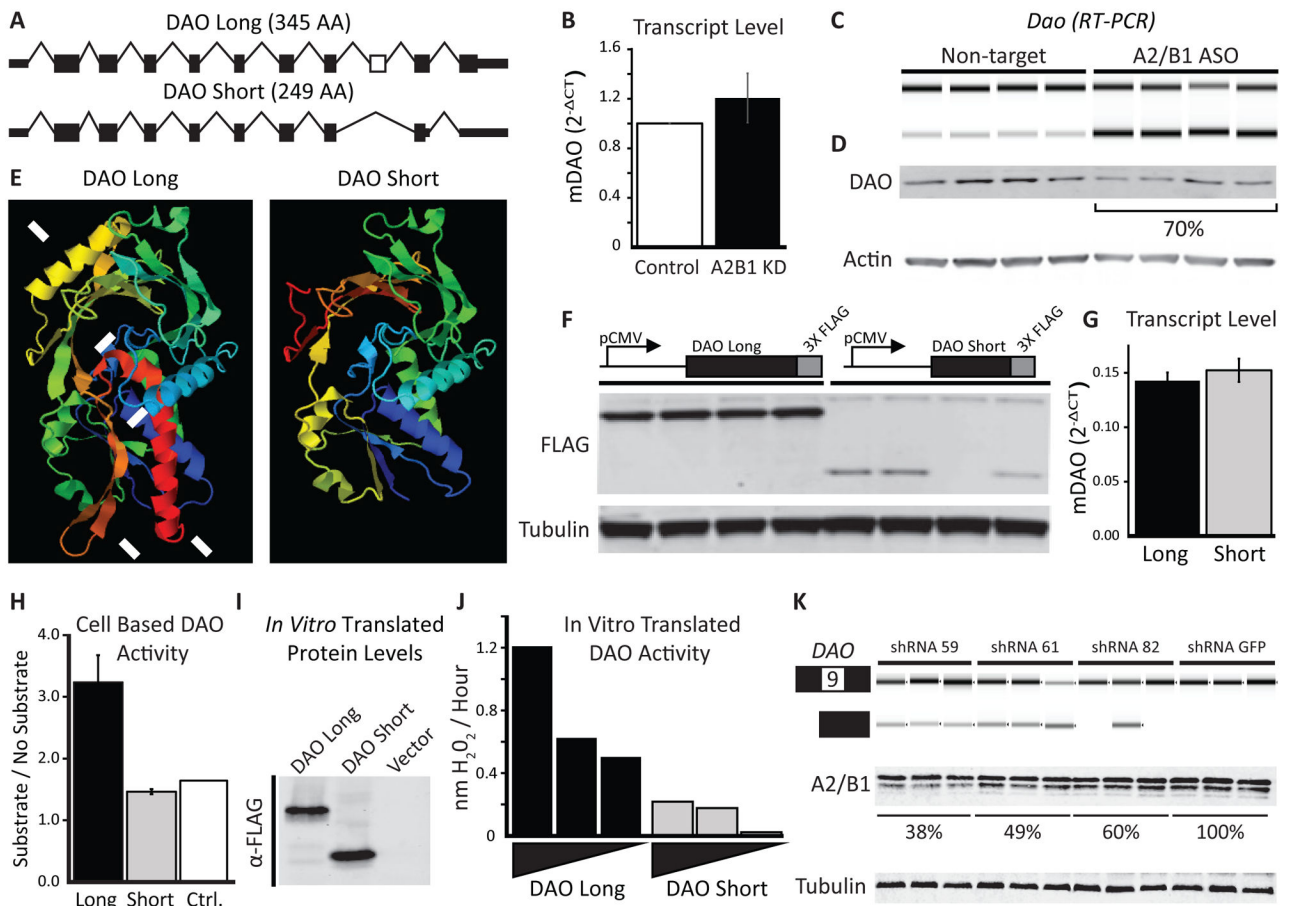 A
DAO Long (345 AA)
DAO Short (249 AA)
B
Transcript Level
mDAO (2^-ΔCT)
1.6
1.2
0.8
0.4
0
Control A2B1 KD
C
Dao (RT-PCR)
Non-target A2/B1 ASO
D
DAO
70%
Actin
E
DAO Long DAO Short
F
pCMV DAO Long 3X FLAG
pCMV DAO Short 3X FLAG
FLAG
Tubulin
G
Transcript Level
mDAO (2^-ΔCT)
0.15
0.10
0.05
0.00
Long Short
H
Cell Based DAO
Activity
Substrate / No Substrate
4.0
3.0
2.0
1.0
0.0
Long Short Ctrl.
I
In Vitro Translated
Protein Levels
DAO Long
DAO Short
Vector
α-FLAG
J
In Vitro Translated
DAO Activity
nm H₂O₂ / Hour
1.2
0.8
0.4
0
DAO Long DAO Short
K
DAO
shRNA 59 shRNA 61 shRNA 82 shRNA GFP
9
A2/B1
38% 49% 60% 100%
Tubulin